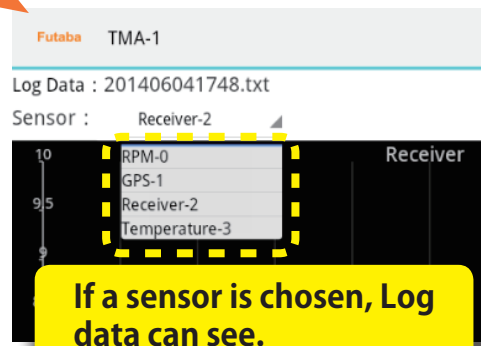 Futaba TMA-1
Log Data : 201406041748.txt
Sensor : Receiver-2
10 Receiver
RPM-0
GPS-1
9.5 Receiver-2
Temperature-3
9
If a sensor is chosen, Log
data can see.